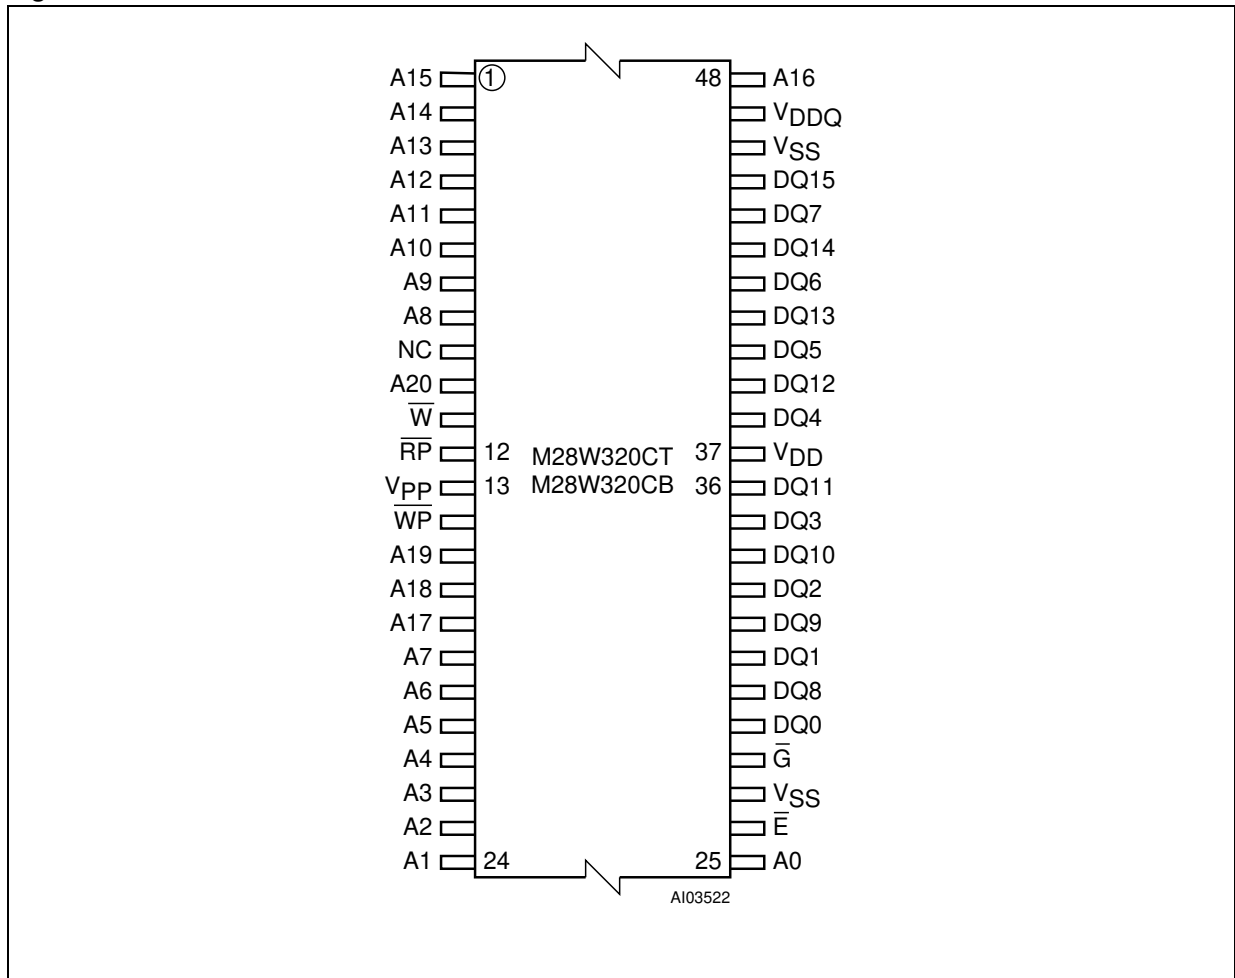 A15 ① 48 A16
A14 VDDQ
A13 VSS
A12 DQ15
A11 DQ7
A10 DQ14
A9 DQ6
A8 DQ13
NC DQ5
A20 DQ12
W̅ DQ4
R̅P̅ 12 M28W320CT 37 VDD
VPP 13 M28W320CB 36 DQ11
W̅P̅ DQ3
A19 DQ10
A18 DQ2
A17 DQ9
A7 DQ1
A6 DQ8
A5 DQ0
A4 G̅
A3 VSS
A2 E̅
A1 24 25 A0
AI03522